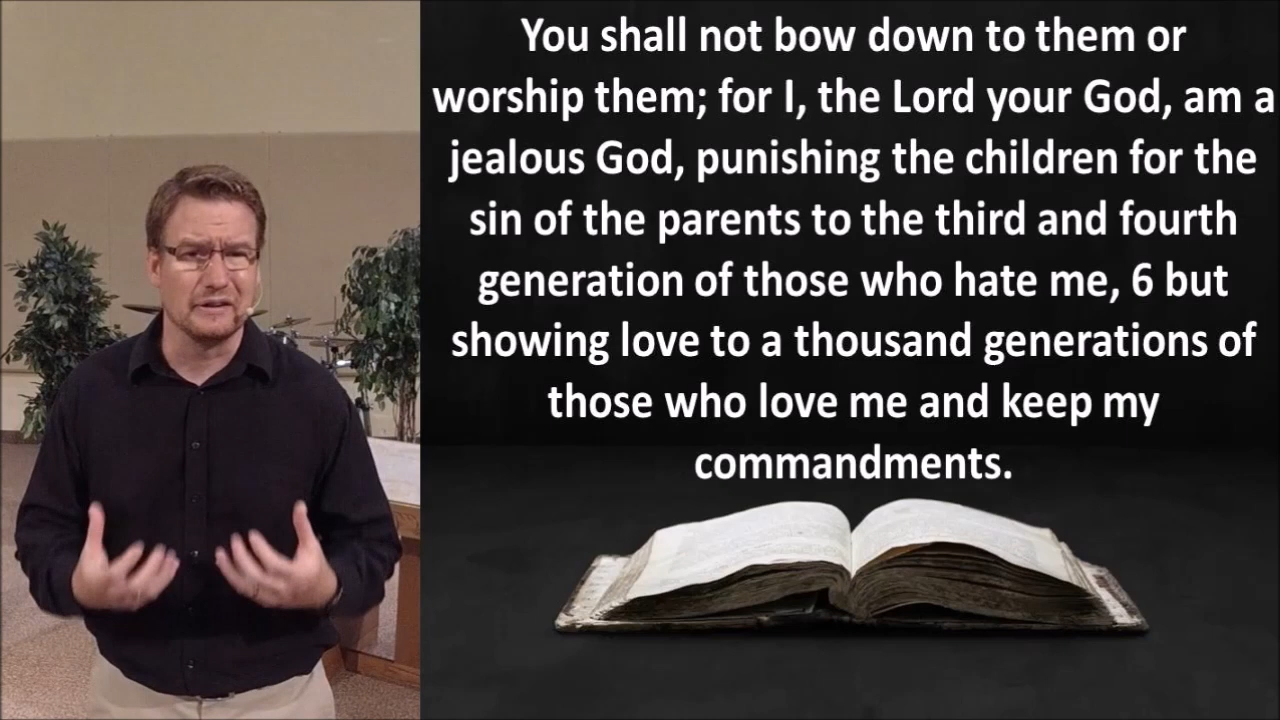 You shall not bow down to them or
worship them; for I, the Lord your God, am a
jealous God, punishing the children for the
sin of the parents to the third and fourth
generation of those who hate me, 6 but
showing love to a thousand generations of
those who love me and keep my
commandments.